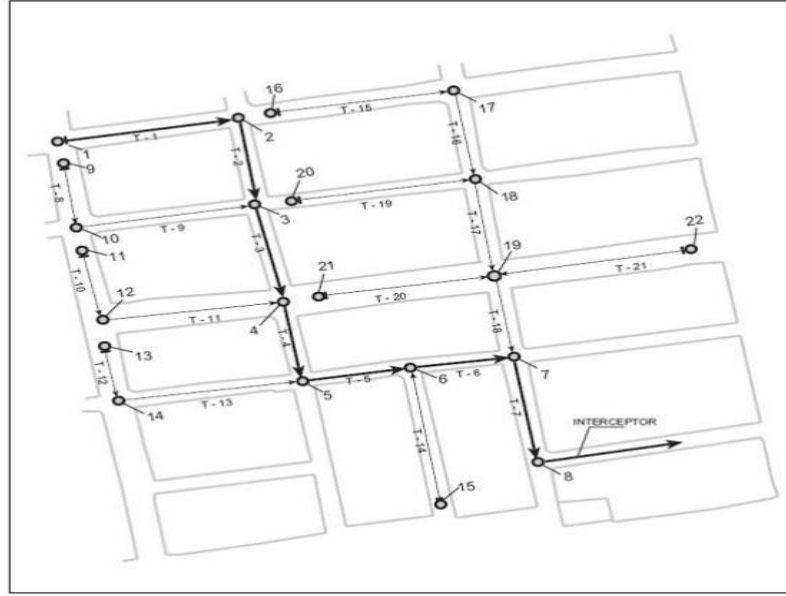 16
T - 15
17
T - 1
1
2
9
T - 2
T - 16
20
T - 8
T - 19
18
3
T - 9
10
11
T - 3
T - 17
22
21
19
T - 21
T - 10
12
T - 20
4
T - 11
13
T - 4
T - 18
7
T - 12
T - 5
6
T - 6
5
14
T - 13
T - 7
T - 14
INTERCEPTOR
8
15